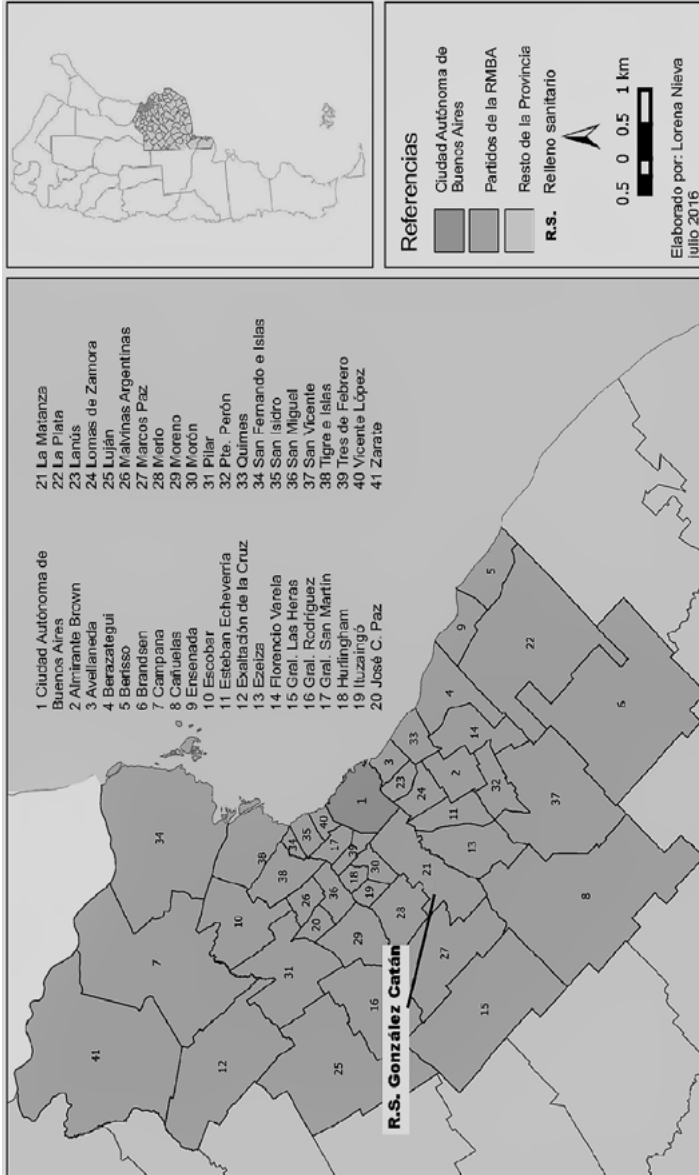 1 Ciudad Autónoma de
Buenos Aires
2 Almirante Brown
3 Avellaneda
4 Berazategui
5 Berisso
6 Brandsen
7 Campana
8 Cañuelas
9 Ensenada
10 Escobar
11 Esteban Echeverría
12 Exaltación de la Cruz
13 Ezeiza
14 Florencio Varela
15 Gral. Las Heras
16 Gral. Rodríguez
17 Gral. San Martín
18 Hurlingham
19 Ituzaingó
20 José C. Paz
21 La Matanza
22 La Plata
23 Lanús
24 Lomas de Zamora
25 Luján
26 Malvinas Argentinas
27 Marcos Paz
28 Merlo
29 Moreno
30 Morón
31 Pilar
32 Pte. Perón
33 Quimes
34 San Fernando e Islas
35 San Isidro
36 San Miguel
37 San Vicente
38 Tigre e Islas
39 Tres de Febrero
40 Vicente López
41 Zarate
34
41
7
38
10
38
34
35
40
12
26
17
20
36
39
1
31
18
30
19
3
33
29
23
25
16
28
24
4
9
5
21
2
14
11
22
R.S. González Catán
27
32
13
37
15
8
6
Referencias
Ciudad Autónoma de
Buenos Aires
Partidos de la RMBA
Resto de la Provincia
R.S. Relleno sanitario
0.5 0 0.5 1 km
Elaborado por: Lorena Nieva
julio 2016